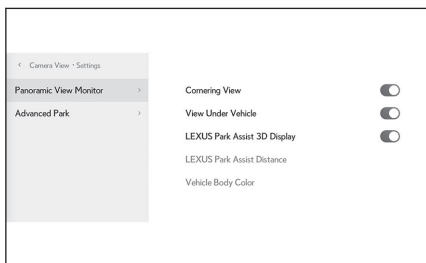 Camera View・Settings
Panoramic View Monitor
Advanced Park
Cornering View
View Under Vehicle
LEXUS Park Assist 3D Display
LEXUS Park Assist Distance
Vehicle Body Color